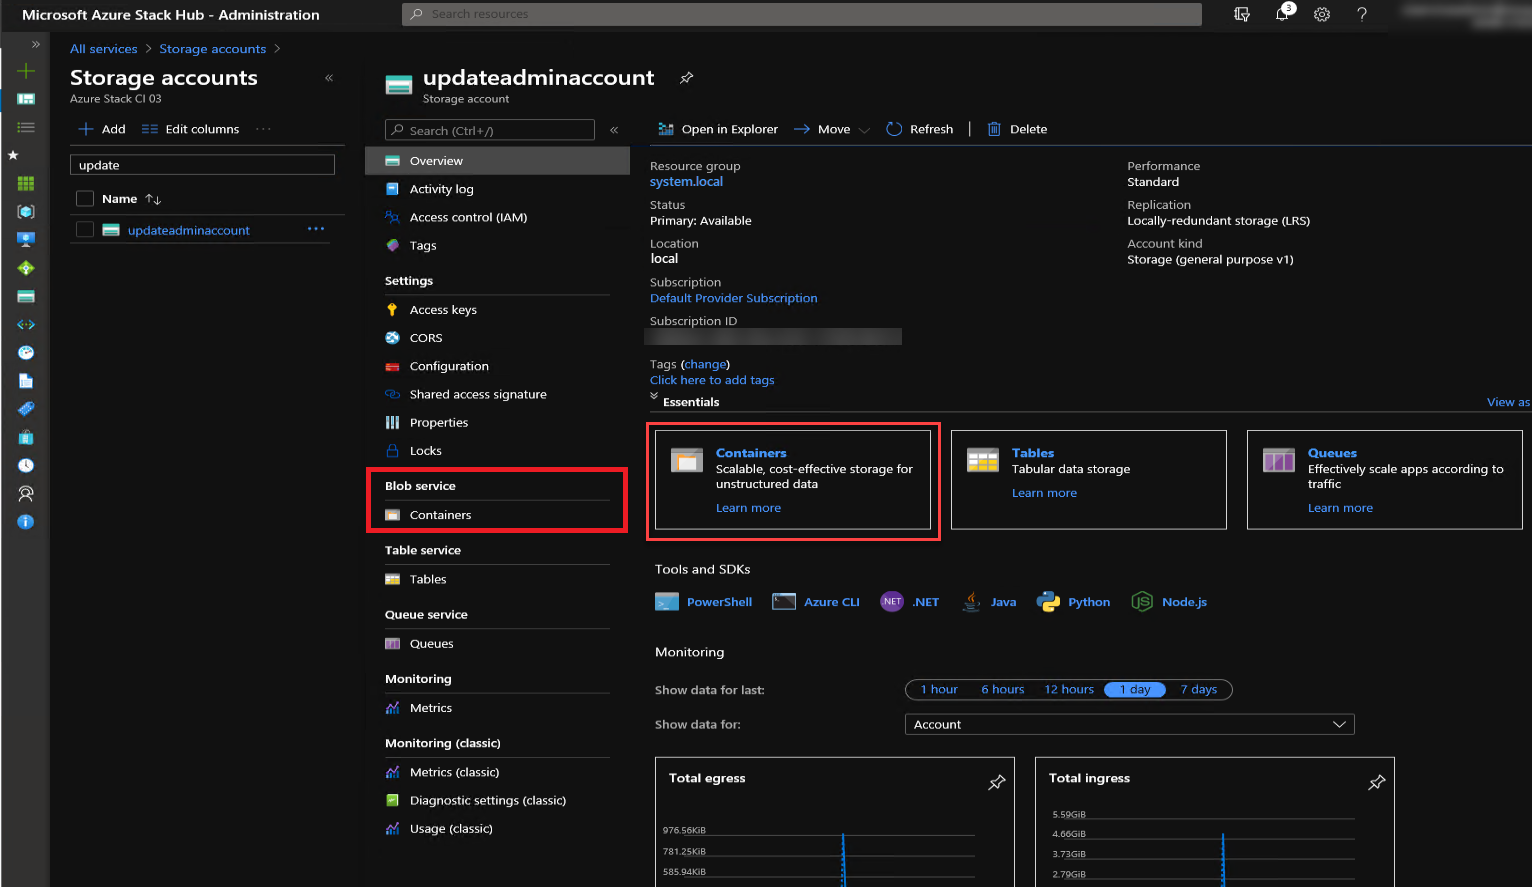 Microsoft Azure Stack Hub - Administration
Search resources
3
All services > Storage accounts >
Storage accounts
Azure Stack CI 03
Add
Edit columns
update
Name
updateadminaccount
updateadminaccount
Storage account
Search (Ctrl+/)
Overview
Activity log
Access control (IAM)
Tags
Settings
Access keys
CORS
Configuration
Shared access signature
Properties
Locks
Blob service
Containers
Table service
Tables
Queue service
Queues
Monitoring
Metrics
Monitoring (classic)
Metrics (classic)
Diagnostic settings (classic)
Usage (classic)
Open in Explorer
Move
Refresh
Delete
Resource group
system.local
Status
Primary: Available
Location
local
Subscription
Default Provider Subscription
Subscription ID
Tags (change)
Click here to add tags
Performance
Standard
Replication
Locally-redundant storage (LRS)
Account kind
Storage (general purpose v1)
Essentials
View as
Containers
Scalable, cost-effective storage for
unstructured data
Learn more
Tables
Tabular data storage
Learn more
Queues
Effectively scale apps according to
traffic
Learn more
Tools and SDKs
PowerShell
Azure CLI
NET
.NET
Java
Python
JS
Node.js
Monitoring
Show data for last:
1 hour
6 hours
12 hours
1 day
7 days
Show data for:
Account
Total egress
976.56KiB
781.25KiB
585.94KiB
Total ingress
5.59GiB
4.66GiB
3.73GiB
2.79GiB